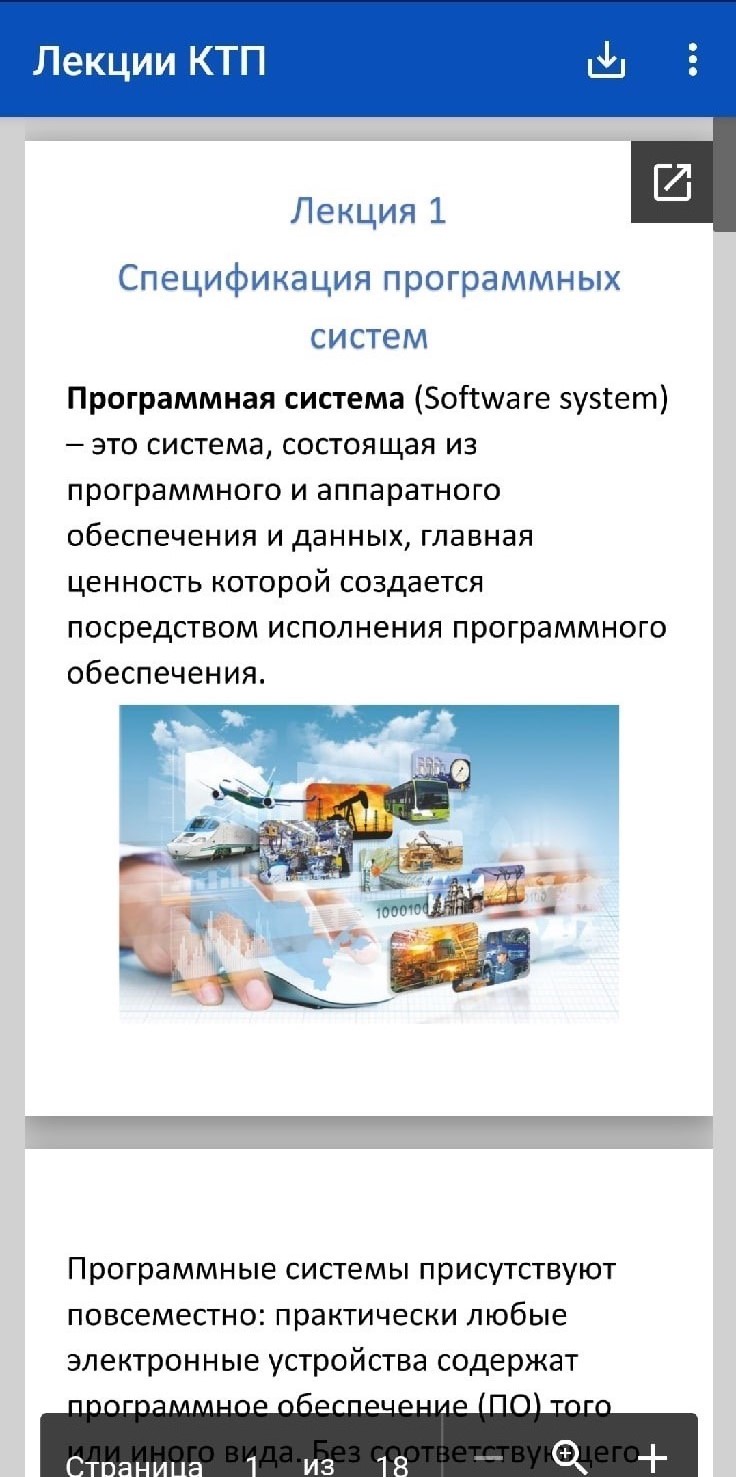 Лекции КТП
Лекция 1
Спецификация программных
систем
Программная система (Software system)
– это система, состоящая из
программного и аппаратного
обеспечения и данных, главная
ценность которой создается
посредством исполнения программного
обеспечения.
1000100
Программные системы присутствуют
повсеместно: практически любые
электронные устройства содержат
программное обеспечение (ПО) того
или иного вида. Без соответствующего
Страница 1 из 18